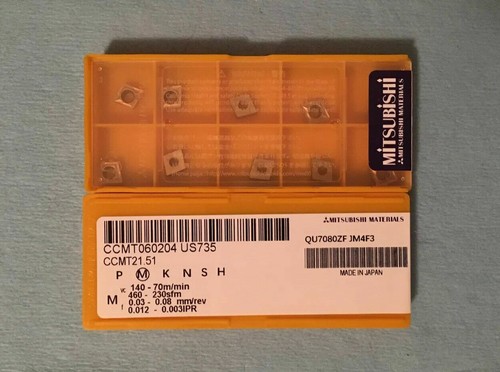 MITSUBISHI
MITSUBISHI MATERIALS
MITSUBISHI MATERIALS
CCMT060204 US735
CCMT21.51
QU7080ZF JM4F3
P M K N S H
MADE IN JAPAN
M vc 140 - 70m/min
460 - 230sfm
f 0.03 - 0.08 mm/rev
0.012 - 0.003IPR